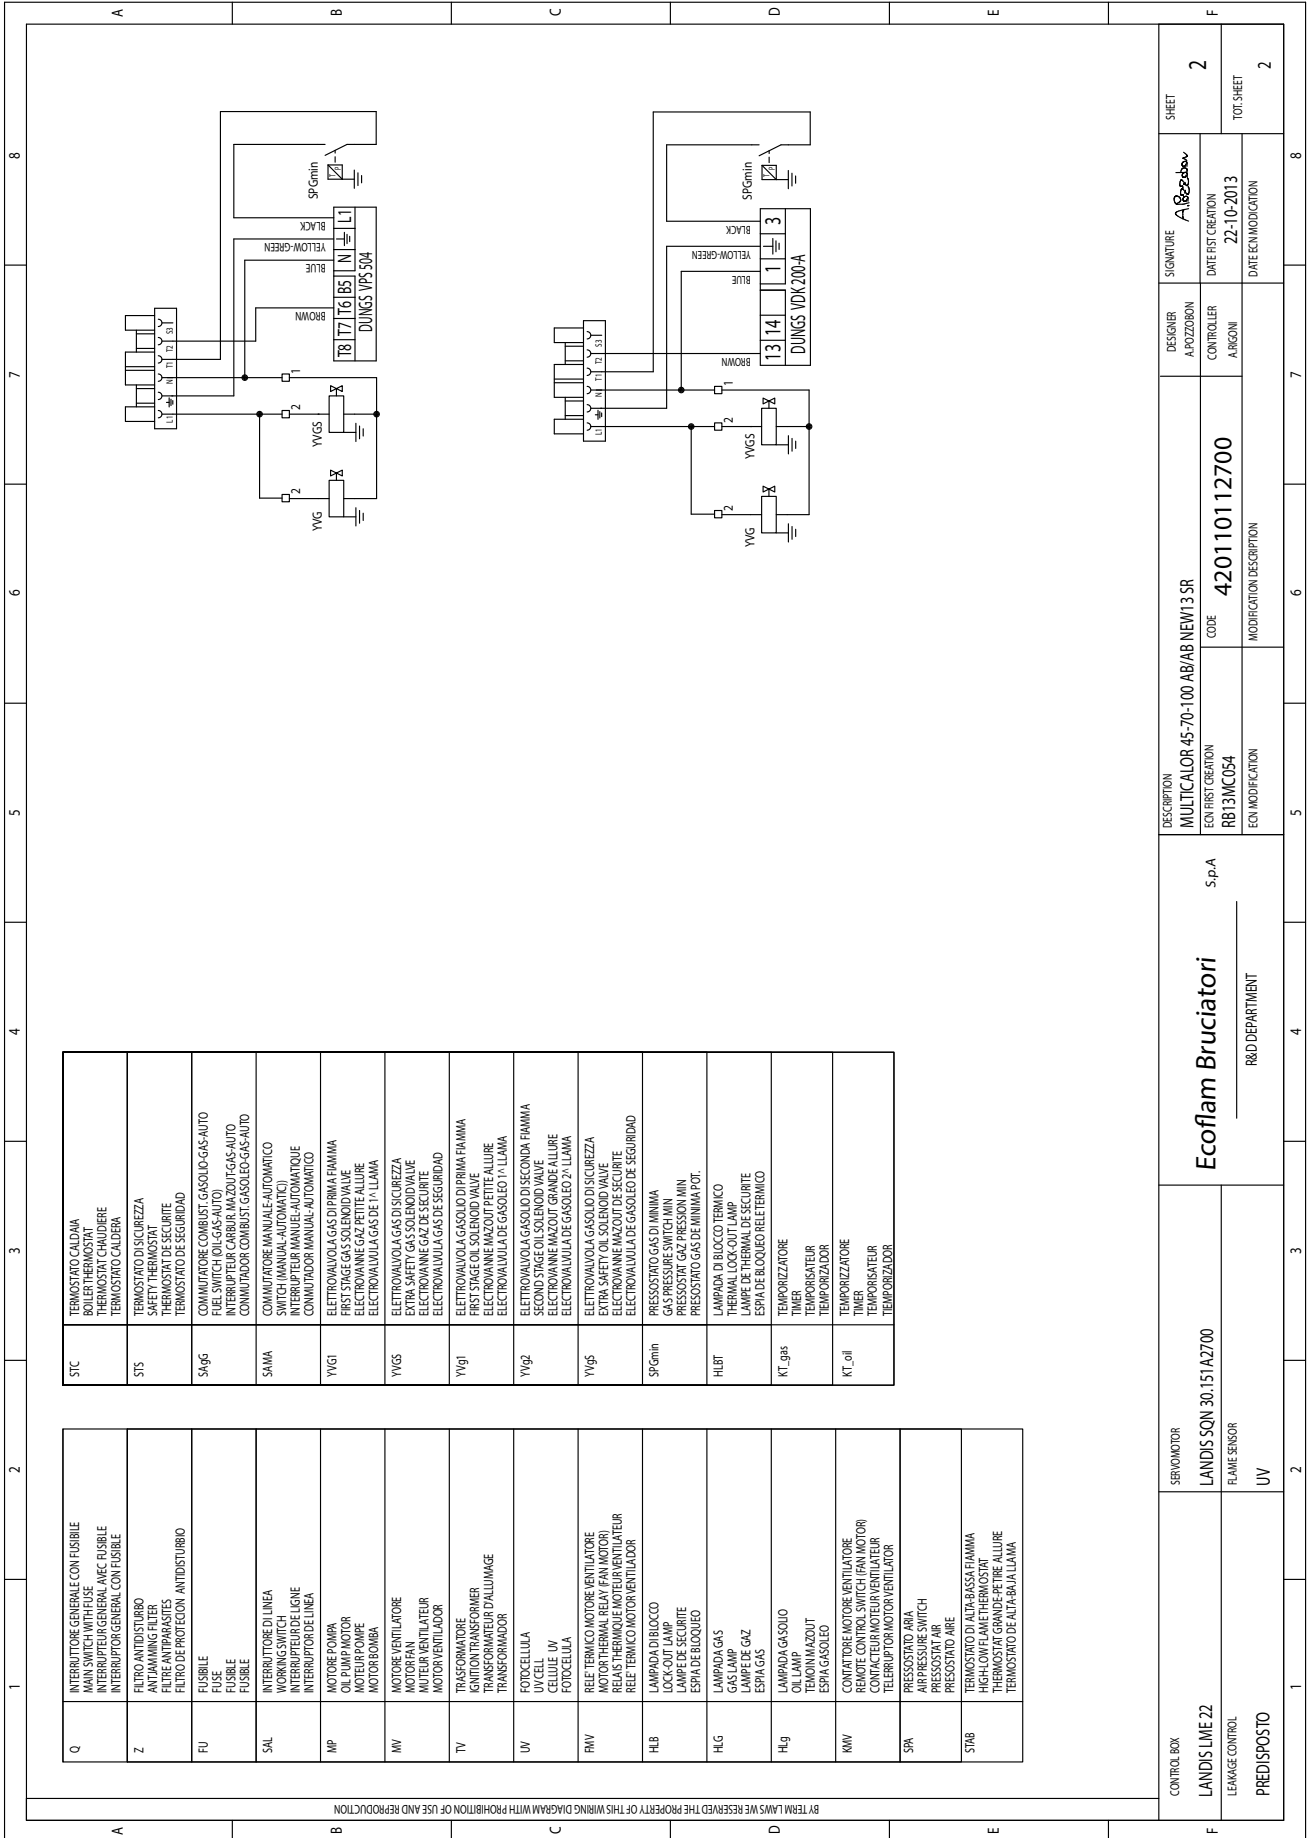 1 2 3 4 5 6 7 8
A B C D E F
BY TERM LAWS WE RESERVED THE PROPERTY OF THIS WIRING DIAGRAM WITH PROHIBITION OF USE AND REPRODUCTION
Q
INTERRUTTORE GENERALE CON FUSIBILE
MAIN SWITCH WITH FUSE
INTERRUPTEUR GENERAL AVEC FUSIBLE
INTERRUPTOR GENERAL CON FUSIBLE
Z
FILTRO ANTIDISTURBO
ANTIJAMMING FILTER
FILTRE ANTIPARASITES
FILTRO DE PROTECION ANTIDISTURBIO
FU
FUSIBILE
FUSE
FUSIBLE
FUSIBLE
SAL
INTERRUTTORE DI LINEA
WORKING SWITCH
INTERRUPTEUR DE LIGNE
INTERRUPTOR DE LINEA
MP
MOTORE POMPA
OIL PUMP MOTOR
MOTEUR POMPE
MOTOR BOMBA
MV
MOTORE VENTILATORE
MOTOR FAN
MUTEUR VENTILATEUR
MOTOR VENTILADOR
TV
TRASFORMATORE
IGNITION TRANSFORMER
TRANSFORMATEUR D'ALLUMAGE
TRANSFORMADOR
UV
FOTOCELLULA
UV CELL
CELLULE UV
FOTOCELULA
FMV
RELE' TERMICO MOTORE VENTILATORE
MOTOR THERMAL RELAY (FAN MOTOR)
RELAIS THERMIQUE MOTEUR VENTILATEUR
RELE' TERMICO MOTOR VENTILADOR
HLB
LAMPADA DI BLOCCO
LOCK-OUT LAMP
LAMPE DE SECURITE
ESPIA DE BLOQUEO
HLG
LAMPADA GAS
GAS LAMP
LAMPE DE GAZ
ESPIA GAS
HLg
LAMPADA GASOLIO
OIL LAMP
TEMOIN MAZOUT
ESPIA GASOLEO
KMV
CONTATTORE MOTORE VENTILATORE
REMOTE CONTROL SWITCH (FAN MOTOR)
CONTACTEUR MOTEUR VENTILATEUR
TELERRUPTOR MOTOR VENTILATOR
SPA
PRESSOSTATO ARIA
AIR PRESSURE SWITCH
PRESSOSTAT AIR
PRESOSTATO AIRE
STAB
TERMOSTATO DI ALTA-BASSA FIAMMA
HIGH-LOW FLAME THERMOSTAT
THERMOSTAT GRANDE-PETIRE ALLURE
TERMOSTATO DE ALTA-BAJA LLAMA
STC
TERMOSTATO CALDAIA
BOILER THERMOSTAT
THERMOSTAT CHAUDIERE
TERMOSTATO CALDERA
STS
TERMOSTATO DI SICUREZZA
SAFETY THERMOSTAT
THERMOSTAT DE SECURITE
TERMOSTATO DE SEGURIDAD
SAgG
COMMUTATORE COMBUST. GASOLIO-GAS-AUTO
FUEL SWITCH (OIL-GAS-AUTO)
INTERRUPTEUR CARBUR. MAZOUT-GAS-AUTO
CONMUTADOR COMBUST. GASOLEO-GAS-AUTO
SAMA
COMMUTATORE MANUALE-AUTOMATICO
SWITCH (MANUAL-AUTOMATIC))
INTERRUPTEUR MANUEL-AUTOMATIQUE
CONMUTADOR MANUAL-AUTOMATICO
YVG1
ELETTROVALVOLA GAS DI PRIMA FIAMMA
FIRST STAGE GAS SOLENOID VALVE
ELECTROVANNE GAZ PETITE ALLURE
ELECTROVALVULA GAS DE 1^ LLAMA
YVGS
ELETTROVALVOLA GAS DI SICUREZZA
EXTRA SAFETY GAS SOLENOID VALVE
ELECTROVANNE GAZ DE SECURITE
ELECTROVALVULA GAS DE SEGURIDAD
YVg1
ELETTROVALVOLA GASOLIO DI PRIMA FIAMMA
FIRST STAGE OIL SOLENOID VALVE
ELECTROVANNE MAZOUT PETITE ALLURE
ELECTROVALVULA DE GASOLEO 1^ LLAMA
YVg2
ELETTROVALVOLA GASOLIO DI SECONDA FIAMMA
SECOND STAGE OIL SOLENOID VALVE
ELECTROVANNE MAZOUT GRANDE ALLURE
ELECTROVALVULA DE GASOLEO 2^ LLAMA
YVgS
ELETTROVALVOLA GASOLIO DI SICUREZZA
EXTRA SAFETY OIL SOLENOID VALVE
ELECTROVANNE MAZOUT DE SECURITE
ELECTROVALVULA DE GASOLEO DE SEGURIDAD
SPGmin
PRESSOSTATO GAS DI MINIMA
GAS PRESSURE SWITCH MIN
PRESSOSTAT GAZ PRESSION MIN
PRESOSTATO GAS DE MINIMA POT.
HLBT
LAMPADA DI BLOCCO TERMICO
THERMAL LOCK-OUT LAMP
LAMPE DE THERMAL DE SECURITE
ESPIA DE BLOQUEO RELE TERMICO
KT_gas
TEMPORIZZATORE
TIMER
TEMPORISATEUR
TIEMPORIZADOR
KT_oil
TEMPORIZZATORE
TIMER
TEMPORISATEUR
TIEMPORIZADOR
L1 N T1 T2 S3
YVG 2
YVGS 2 1
BROWN
BLUE
YELLOW-GREEN
BLACK
SPGmin
T8 T7 T6 B5 N L1
DUNGS VPS 504
L1 N T1 T2 S3
YVG 2
YVGS 2 1
BROWN
BLUE
YELLOW-GREEN
BLACK
SPGmin
13 14 1 3
DUNGS VDK 200-A
CONTROL BOX
LANDIS LME 22
LEAKAGE CONTROL
PREDISPOSTO
SERVOMOTOR
LANDIS SQN 30.151A2700
FLAME SENSOR
UV
Ecoflam Bruciatori S.p.A
R&D DEPARTMENT
DESCRIPTION
MULTICALOR 45-70-100 AB/AB NEW13 SR
ECN FIRST CREATION
RB13MC054
CODE
420110112700
ECN MODIFICATION
MODIFICATION DESCRIPTION
DESIGNER
A.POZZOBON
CONTROLLER
A.RIGONI
SIGNATURE
A.Pozzobon
DATE FIST CREATION
22-10-2013
DATE ECN MODICATION
SHEET
2
TOT. SHEET
2
1 2 3 4 5 6 7 8
A B C D E F